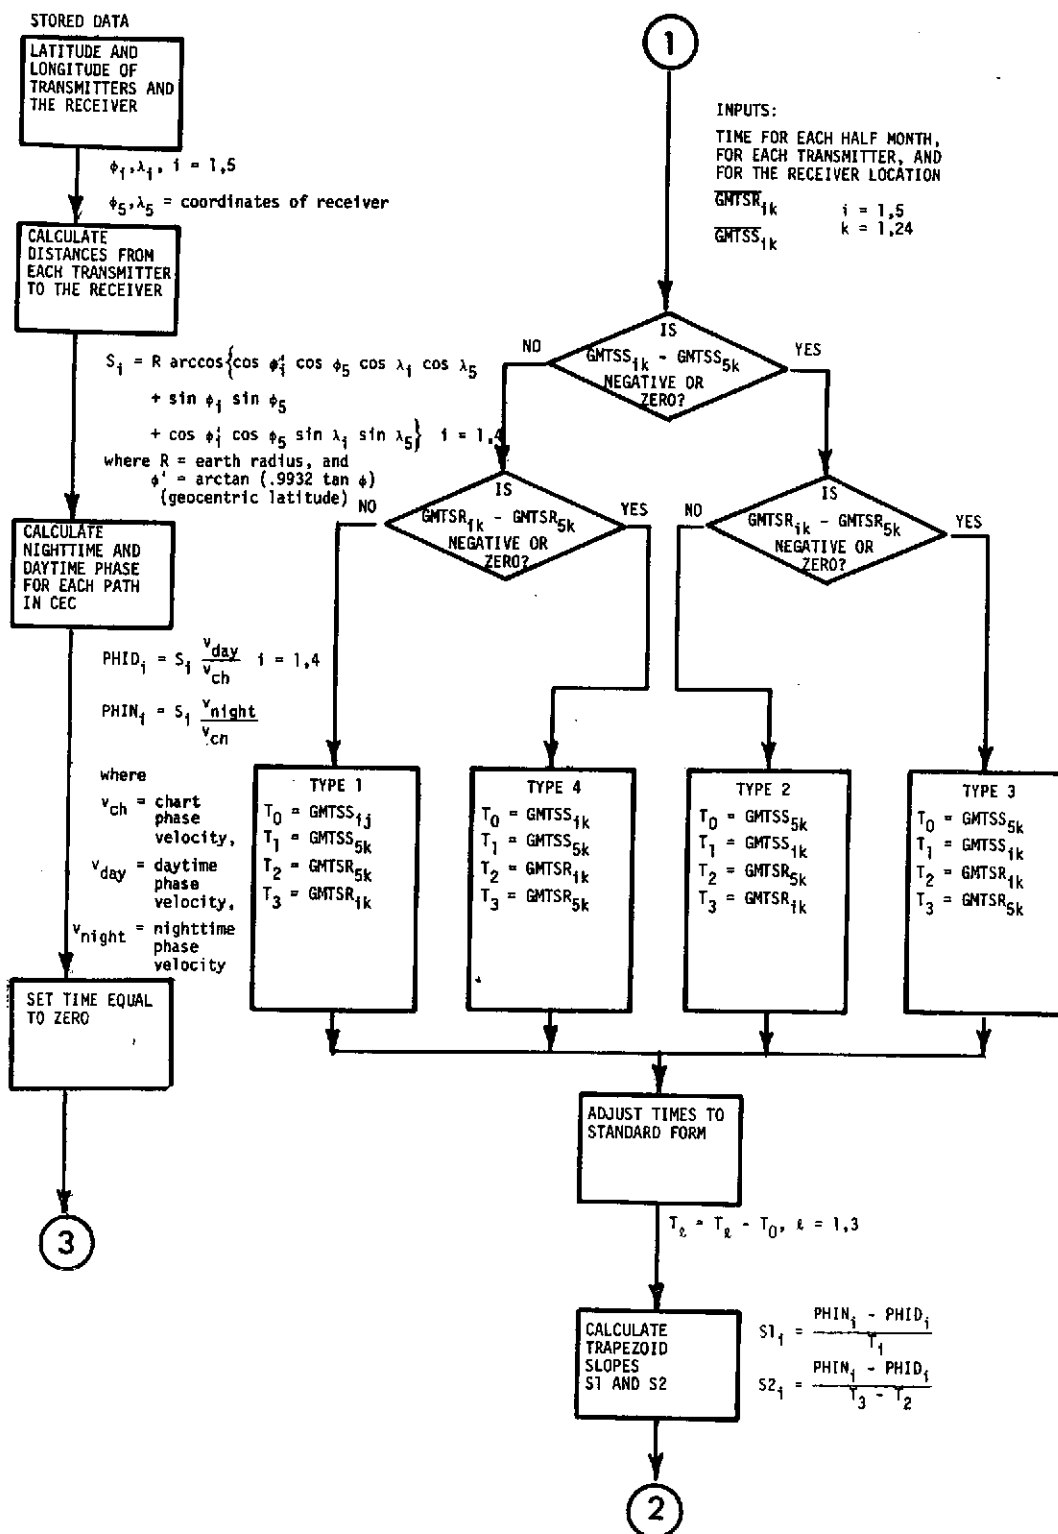 STORED DATA
LATITUDE AND
LONGITUDE OF
TRANSMITTERS AND
THE RECEIVER
ϕi,λi, i = 1,5
ϕ5,λ5 = coordinates of receiver
CALCULATE
DISTANCES FROM
EACH TRANSMITTER
TO THE RECEIVER
Si = R arccos{cos ϕ'i cos ϕ5 cos λi cos λ5
+ sin ϕi sin ϕ5
+ cos ϕ'i cos ϕ5 sin λi sin λ5} i = 1,4
where R = earth radius, and
ϕ' = arctan (.9932 tan ϕ)
(geocentric latitude)
CALCULATE
NIGHTTIME AND
DAYTIME PHASE
FOR EACH PATH
IN CEC
PHIDi = Si vday/vch i = 1,4
PHINi = Si vnight/vch
where
vch = chart
phase
velocity,
vday = daytime
phase
velocity,
vnight = nighttime
phase
velocity
SET TIME EQUAL
TO ZERO
3
1
INPUTS:
TIME FOR EACH HALF MONTH,
FOR EACH TRANSMITTER, AND
FOR THE RECEIVER LOCATION
GMTSRik i = 1,5
GMTSSik k = 1,24
IS
GMTSSik - GMTSS5k
NEGATIVE OR
ZERO?
NO
YES
IS
GMTSRik - GMTSR5k
NEGATIVE OR
ZERO?
NO
YES
IS
GMTSRik - GMTSR5k
NEGATIVE OR
ZERO?
NO
YES
TYPE 1
T0 = GMTSSij
T1 = GMTSS5k
T2 = GMTSR5k
T3 = GMTSRik
TYPE 4
T0 = GMTSSik
T1 = GMTSS5k
T2 = GMTSRik
T3 = GMTSR5k
TYPE 2
T0 = GMTSS5k
T1 = GMTSSik
T2 = GMTSR5k
T3 = GMTSRik
TYPE 3
T0 = GMTSS5k
T1 = GMTSSik
T2 = GMTSRik
T3 = GMTSR5k
ADJUST TIMES TO
STANDARD FORM
Tℓ = Tℓ - T0, ℓ = 1,3
CALCULATE
TRAPEZOID
SLOPES
S1 AND S2
S1i = PHINi - PHIDi / T1
S2i = PHINi - PHIDi / T3 - T2
2